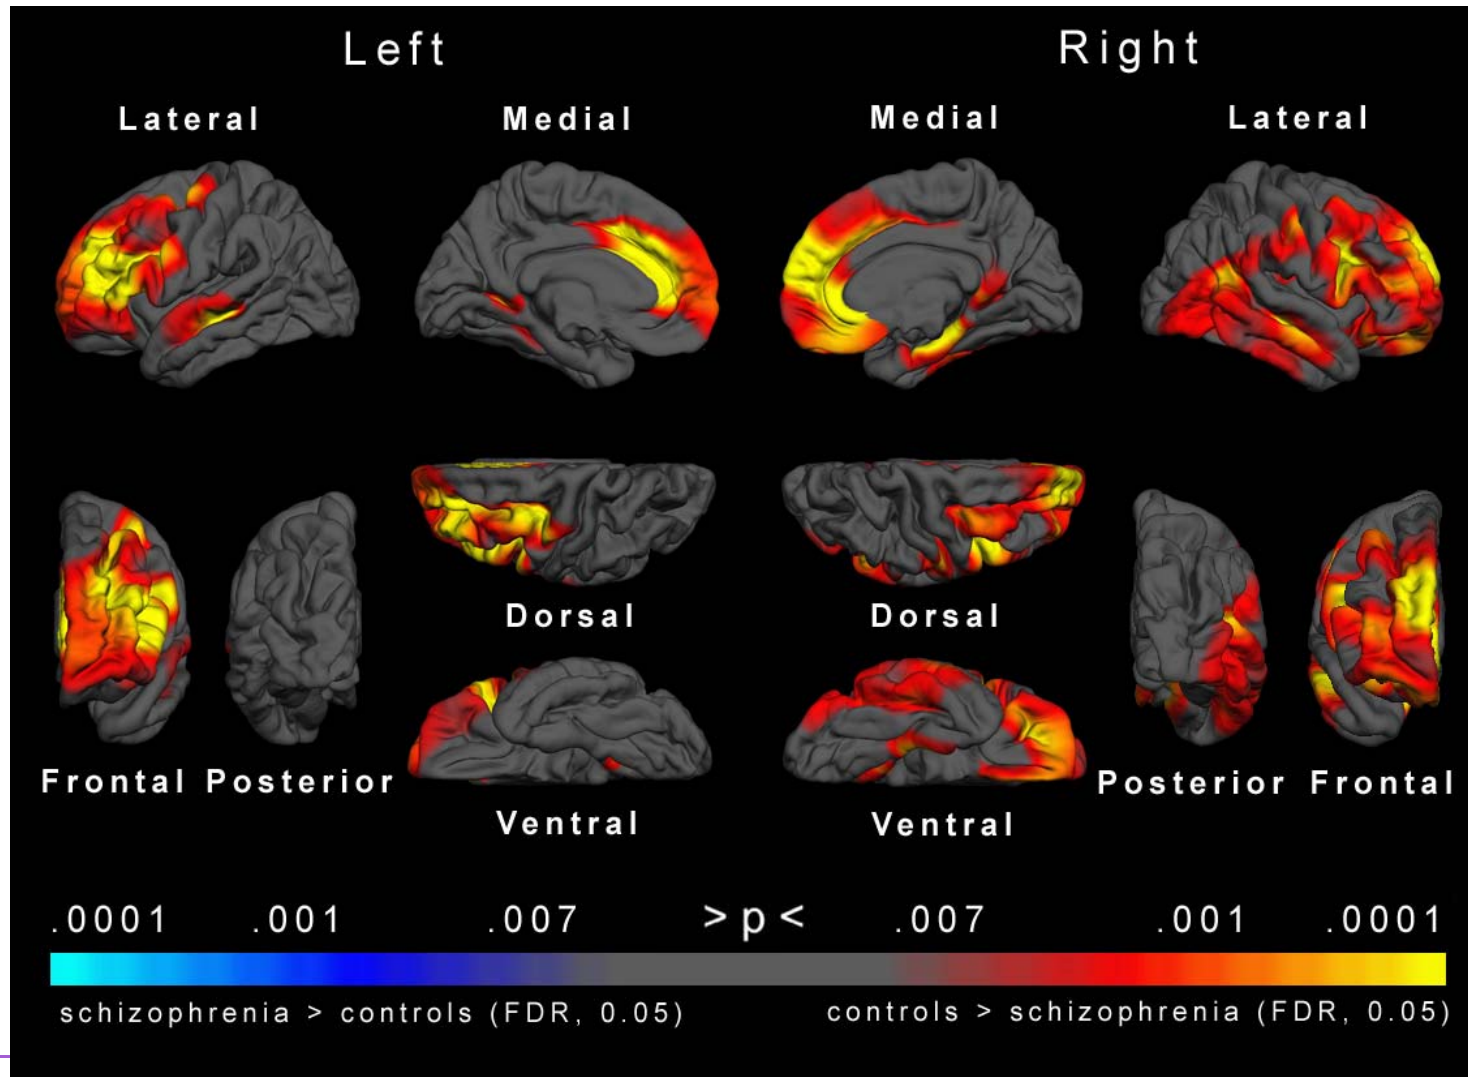 Left Right
Lateral Medial Medial Lateral
Dorsal Dorsal
Frontal Posterior Posterior Frontal
Ventral Ventral
.0001 .001 .007 >p< .007 .001 .0001
schizophrenia > controls (FDR, 0.05) controls > schizophrenia (FDR, 0.05)